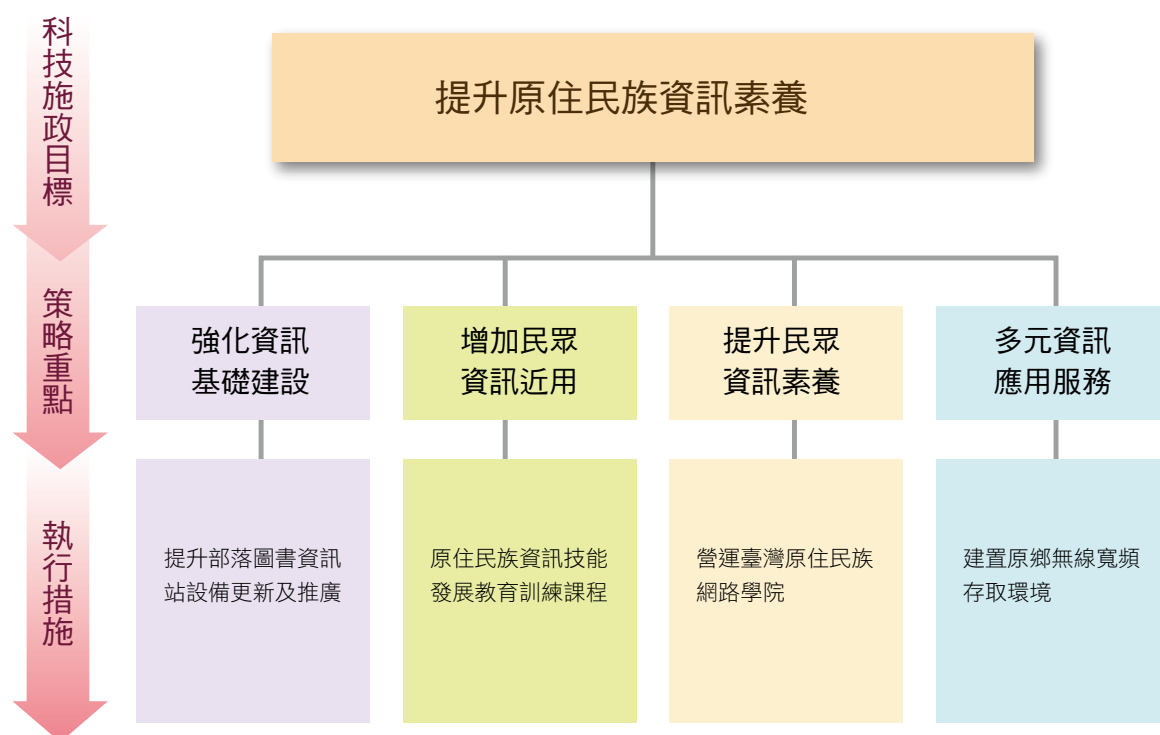 科技施政目標
提升原住民族資訊素養
策略重點
強化資訊
基礎建設
增加民眾
資訊近用
提升民眾
資訊素養
多元資訊
應用服務
執行措施
提升部落圖書資訊
站設備更新及推廣
原住民族資訊技能
發展教育訓練課程
營運臺灣原住民族
網路學院
建置原鄉無線寬頻
存取環境